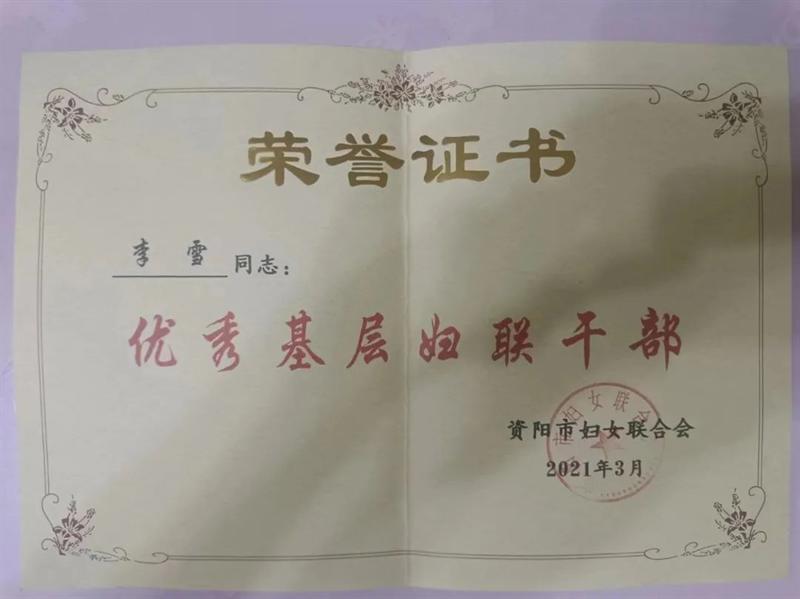 荣誉证书
李雪同志：
优秀基层妇联干部
资阳市妇女联合会
2021年3月